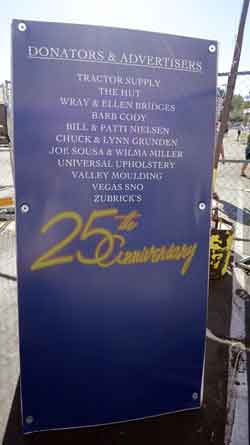 DONATORS & ADVERTISERS
TRACTOR SUPPLY
THE HUT
WRAY & ELLEN BRIDGES
BARB CODY
BILL & PATTI NIELSEN
CHUCK & LYNN GRUNDEN
JOE SOUSA & WILMA MILLER
UNIVERSAL UPHOLSTERY
VALLEY MOULDING
VEGAS SNO
ZUBRICK'S
25th
Anniversary